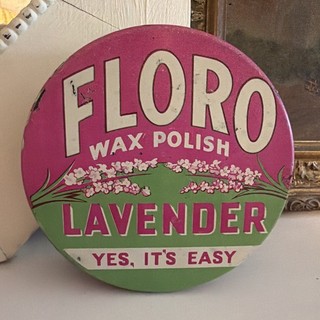 FLORO
WAX POLISH
LAVENDER
YES, IT'S EASY